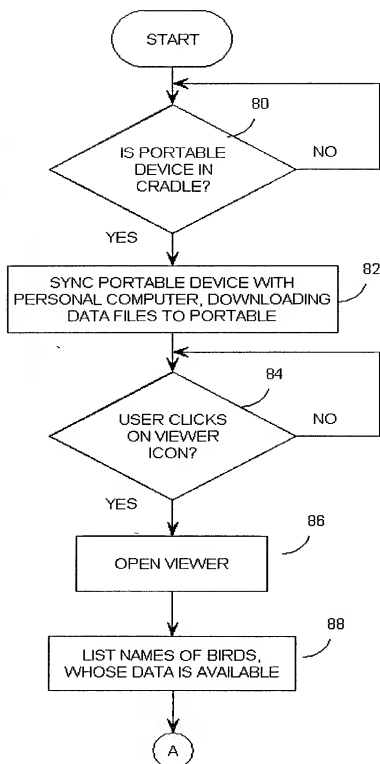 START
80
IS PORTABLE
DEVICE IN
CRADLE?
NO
YES
82
SYNC PORTABLE DEVICE WITH
PERSONAL COMPUTER, DOWNLOADING
DATA FILES TO PORTABLE
84
USER CLICKS
ON VIEWER
ICON?
NO
YES
86
OPEN VIEWER
88
LIST NAMES OF BIRDS,
WHOSE DATA IS AVAILABLE
A